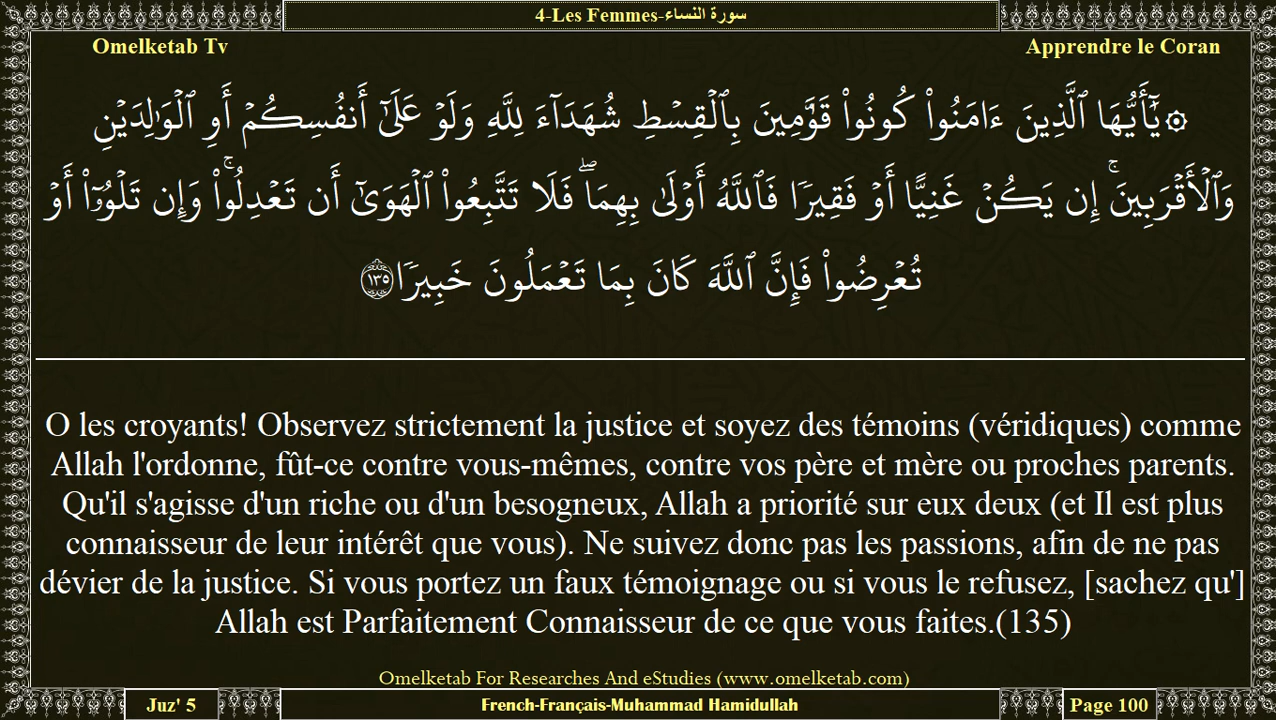 4-Les Femmes-سورة النساء
Omelketab Tv
Apprendre le Coran
۞ يَٰٓأَيُّهَا ٱلَّذِينَ ءَامَنُوا۟ كُونُوا۟ قَوَّٰمِينَ بِٱلْقِسْطِ شُهَدَآءَ لِلَّهِ وَلَوْ عَلَىٰٓ أَنفُسِكُمْ أَوِ ٱلْوَٰلِدَيْنِ
وَٱلْأَقْرَبِينَ ۚ إِن يَكُنْ غَنِيًّا أَوْ فَقِيرًا فَٱللَّهُ أَوْلَىٰ بِهِمَا ۖ فَلَا تَتَّبِعُوا۟ ٱلْهَوَىٰٓ أَن تَعْدِلُوا۟ ۚ وَإِن تَلْوُۥٓا۟ أَوْ
تُعْرِضُوا۟ فَإِنَّ ٱللَّهَ كَانَ بِمَا تَعْمَلُونَ خَبِيرًا ١٣٥
O les croyants! Observez strictement la justice et soyez des témoins (véridiques) comme
Allah l'ordonne, fût-ce contre vous-mêmes, contre vos père et mère ou proches parents.
Qu'il s'agisse d'un riche ou d'un besogneux, Allah a priorité sur eux deux (et Il est plus
connaisseur de leur intérêt que vous). Ne suivez donc pas les passions, afin de ne pas
dévier de la justice. Si vous portez un faux témoignage ou si vous le refusez, [sachez qu']
Allah est Parfaitement Connaisseur de ce que vous faites.(135)
Omelketab For Researches And eStudies (www.omelketab.com)
Juz' 5
French-Français-Muhammad Hamidullah
Page 100